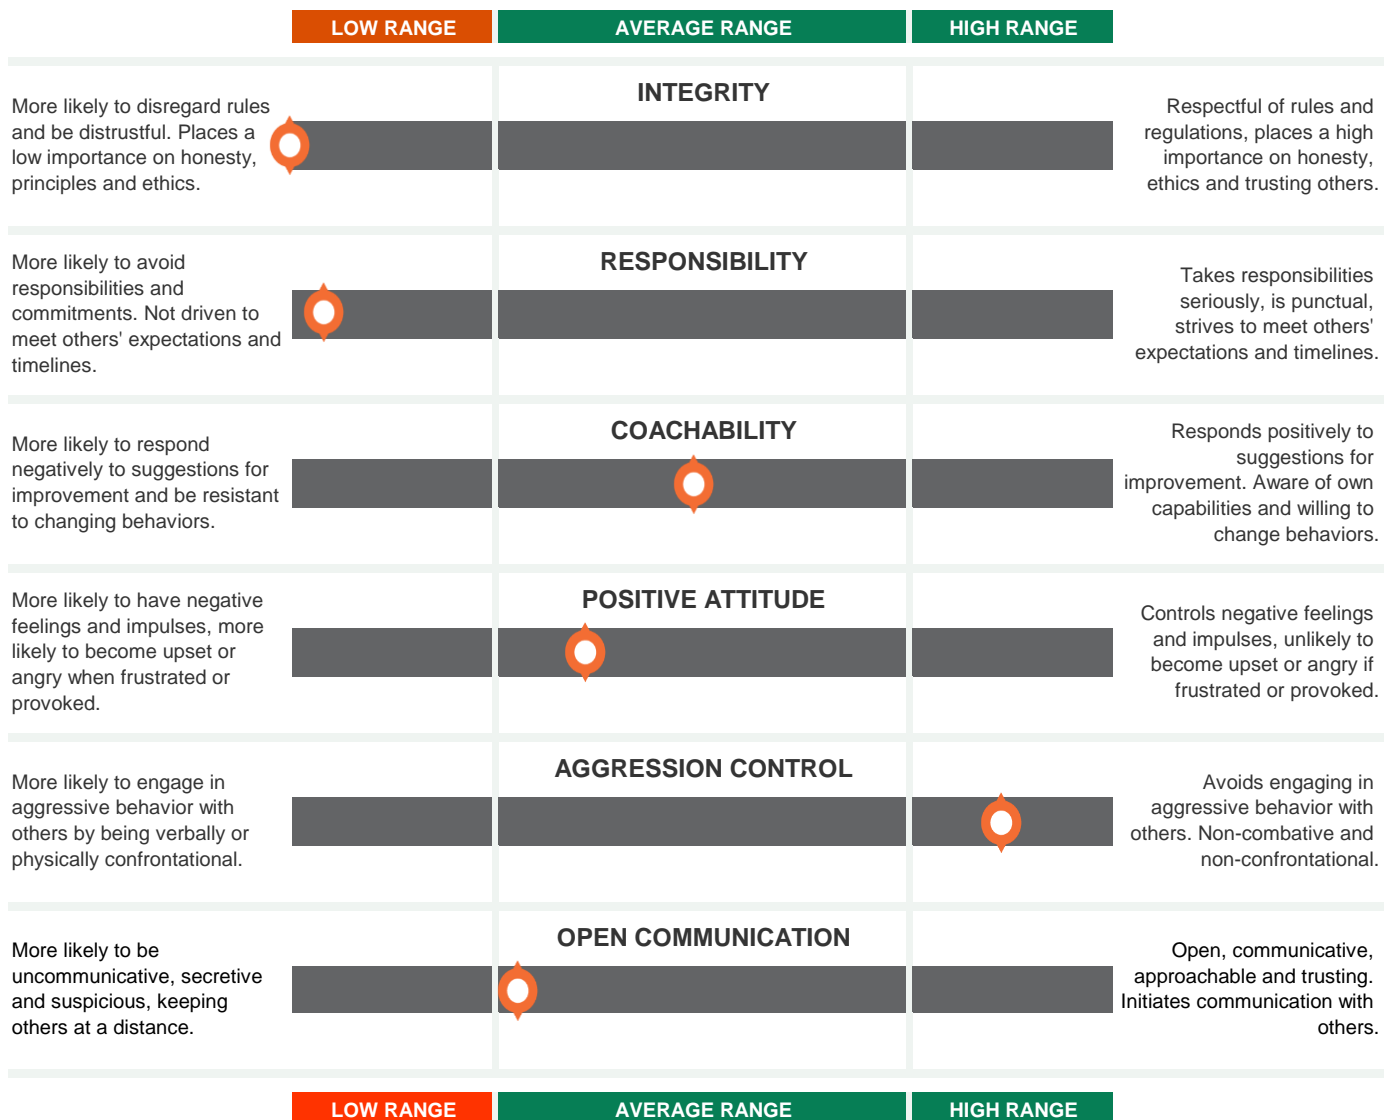 LOW RANGE
AVERAGE RANGE
HIGH RANGE
INTEGRITY
More likely to disregard rules
and be distrustful. Places a
low importance on honesty,
principles and ethics.
Respectful of rules and
regulations, places a high
importance on honesty,
ethics and trusting others.
RESPONSIBILITY
More likely to avoid
responsibilities and
commitments. Not driven to
meet others' expectations and
timelines.
Takes responsibilities
seriously, is punctual,
strives to meet others'
expectations and timelines.
COACHABILITY
More likely to respond
negatively to suggestions for
improvement and be resistant
to changing behaviors.
Responds positively to
suggestions for
improvement. Aware of own
capabilities and willing to
change behaviors.
POSITIVE ATTITUDE
More likely to have negative
feelings and impulses, more
likely to become upset or
angry when frustrated or
provoked.
Controls negative feelings
and impulses, unlikely to
become upset or angry if
frustrated or provoked.
AGGRESSION CONTROL
More likely to engage in
aggressive behavior with
others by being verbally or
physically confrontational.
Avoids engaging in
aggressive behavior with
others. Non-combative and
non-confrontational.
OPEN COMMUNICATION
More likely to be
uncommunicative, secretive
and suspicious, keeping
others at a distance.
Open, communicative,
approachable and trusting.
Initiates communication with
others.
LOW RANGE
AVERAGE RANGE
HIGH RANGE